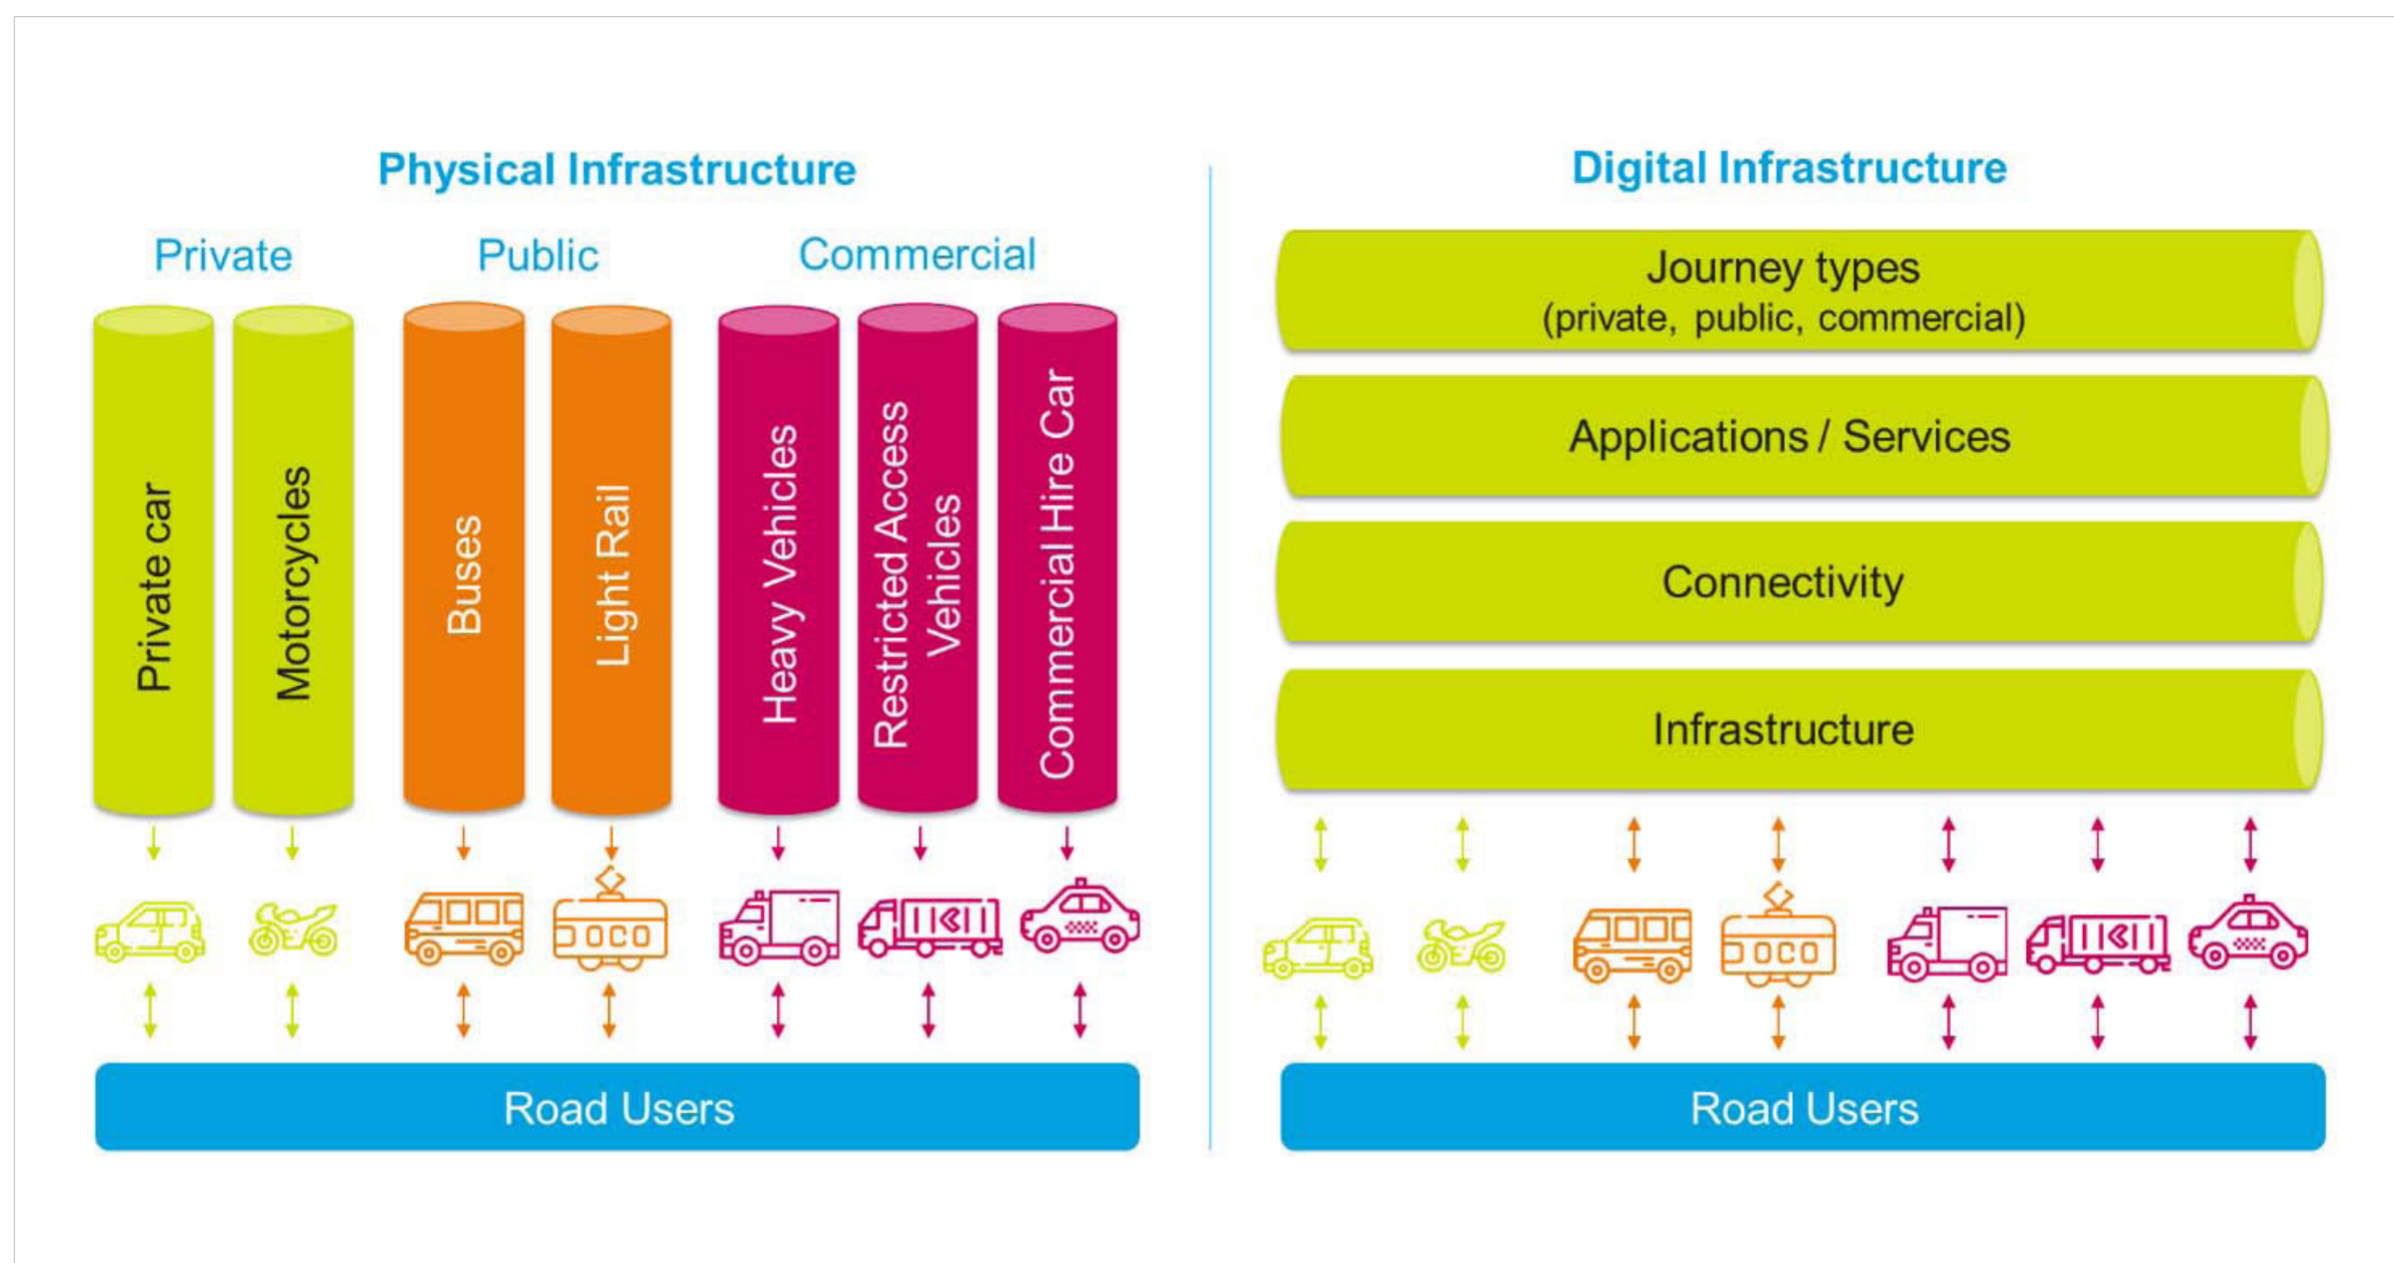 Physical Infrastructure
Private
Public
Commercial
Private car
Motorcycles
Buses
Light Rail
Heavy Vehicles
Restricted Access
Vehicles
Commercial Hire Car
Road Users
Digital Infrastructure
Journey types
(private, public, commercial)
Applications / Services
Connectivity
Infrastructure
Road Users